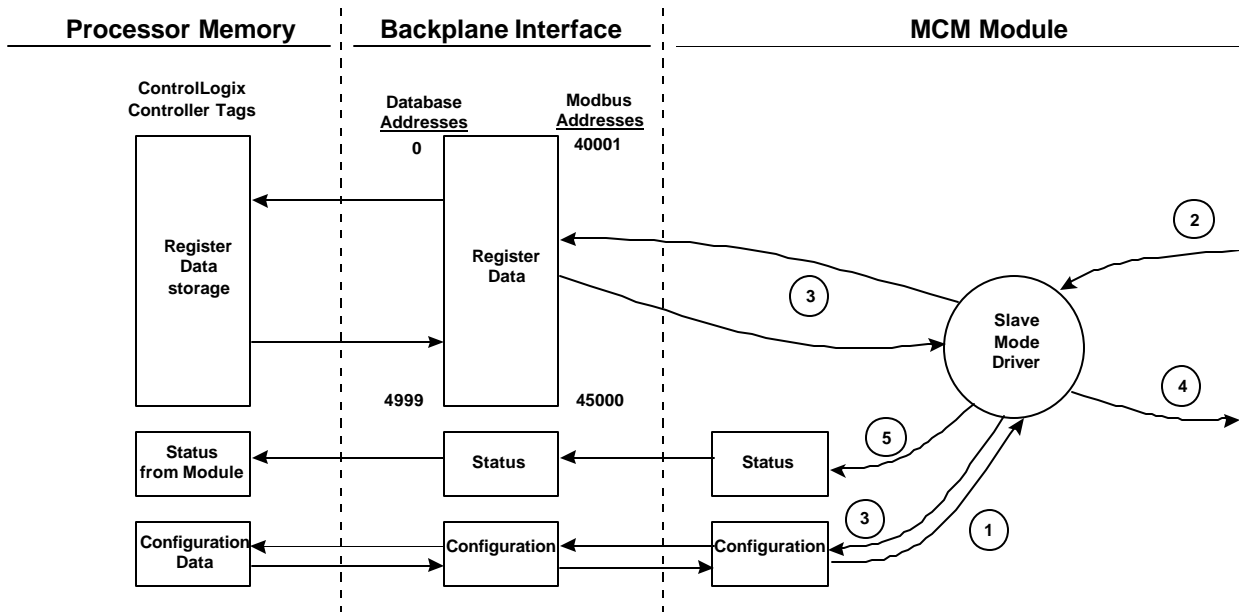 Processor Memory
Backplane Interface
MCM Module
ControlLogix
Controller Tags
Database
Addresses
0
Modbus
Addresses
40001
Register
Data
storage
Register
Data
2
3
Slave
Mode
Driver
4999
45000
4
Status
from Module
Status
Status
5
Configuration
Data
Configuration
Configuration
3
1